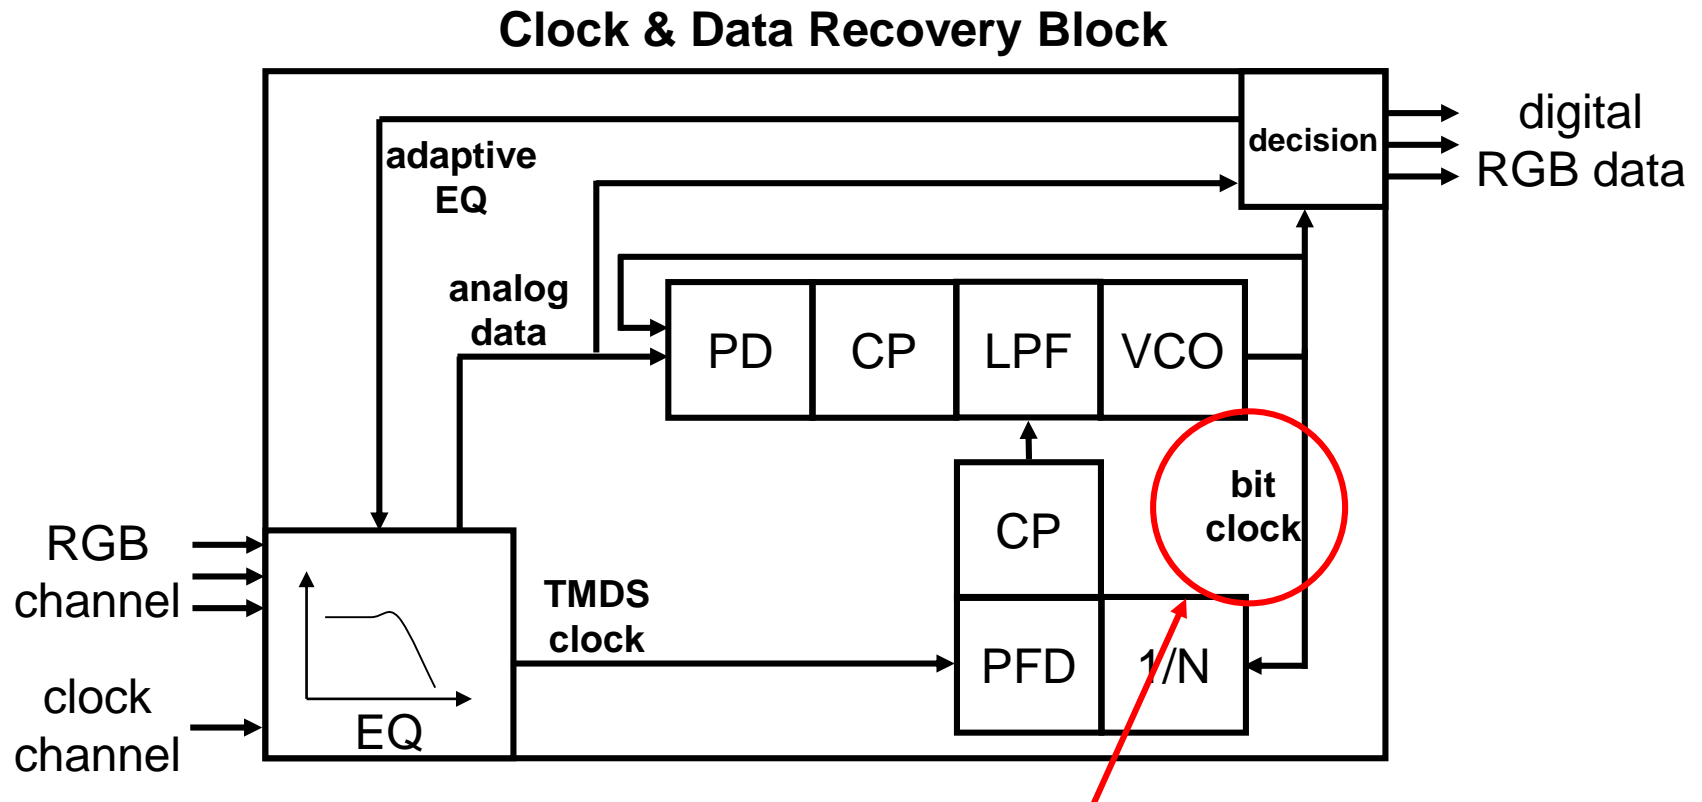 Clock & Data Recovery Block
decision
digital
RGB data
adaptive
EQ
analog
data
PD
CP
LPF
VCO
bit
clock
CP
RGB
channel
TMDS
clock
PFD
1/N
clock
channel
EQ